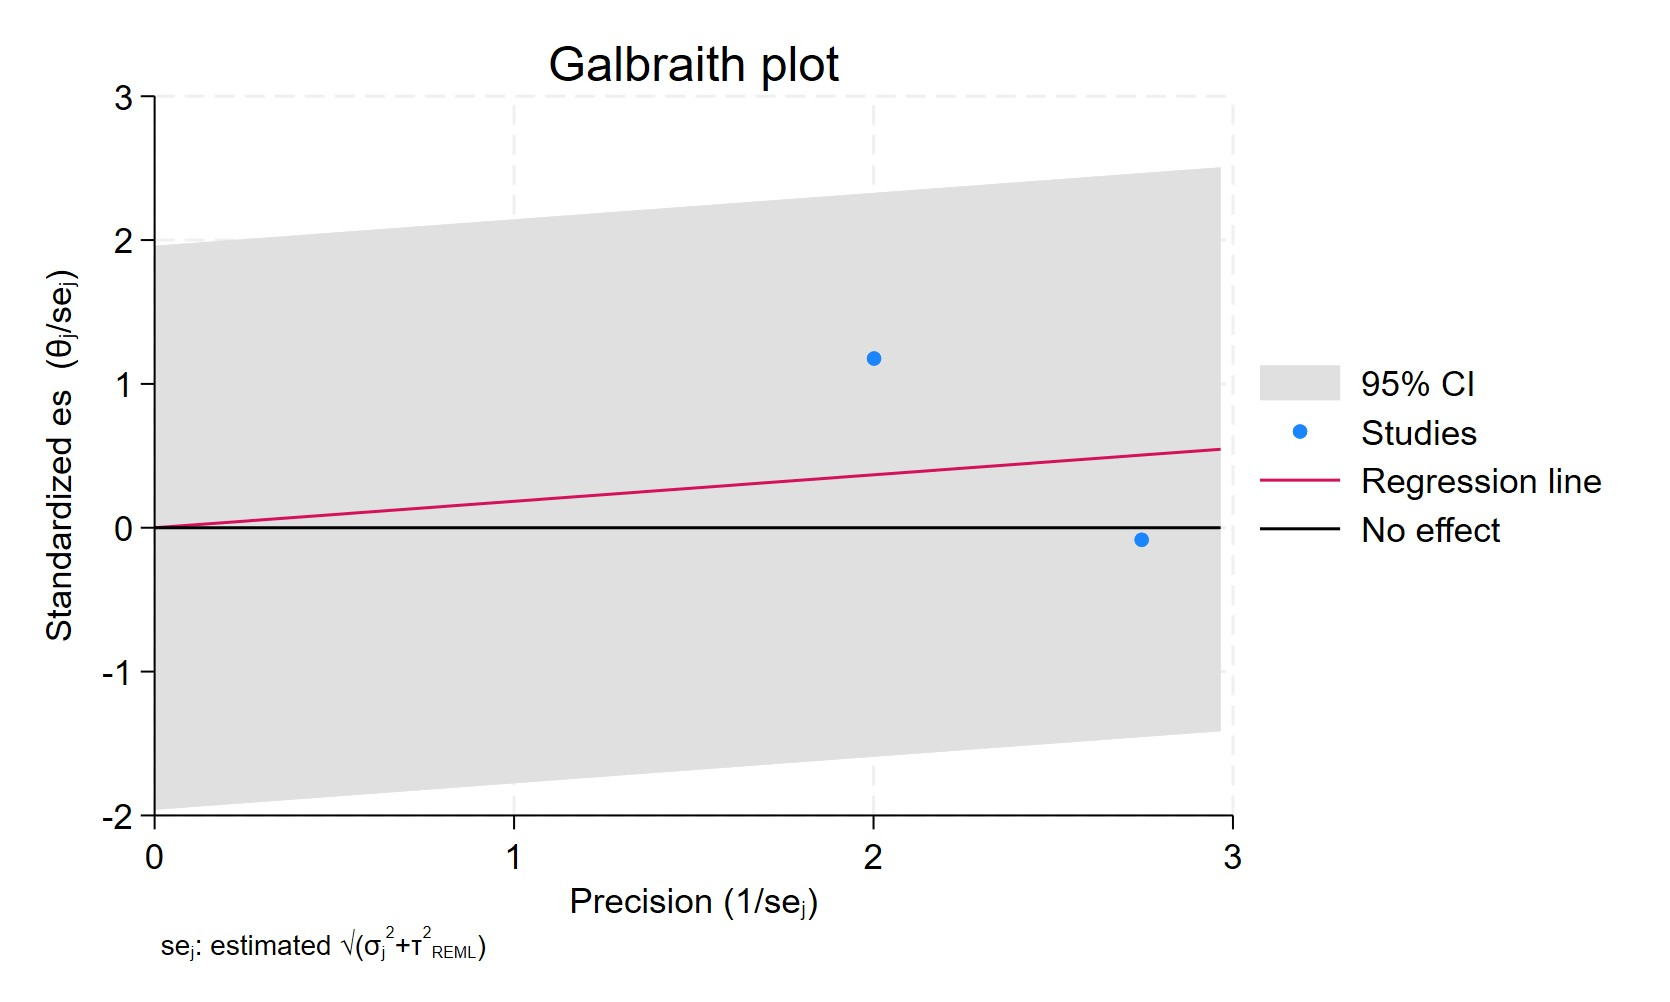 Galbraith plot
3
2
1
0
-1
-2
Standardized es (θⱼ/seⱼ)
0 1 2 3
Precision (1/seⱼ)
seⱼ: estimated √(σⱼ²+τ²REML)
95% CI
Studies
Regression line
No effect